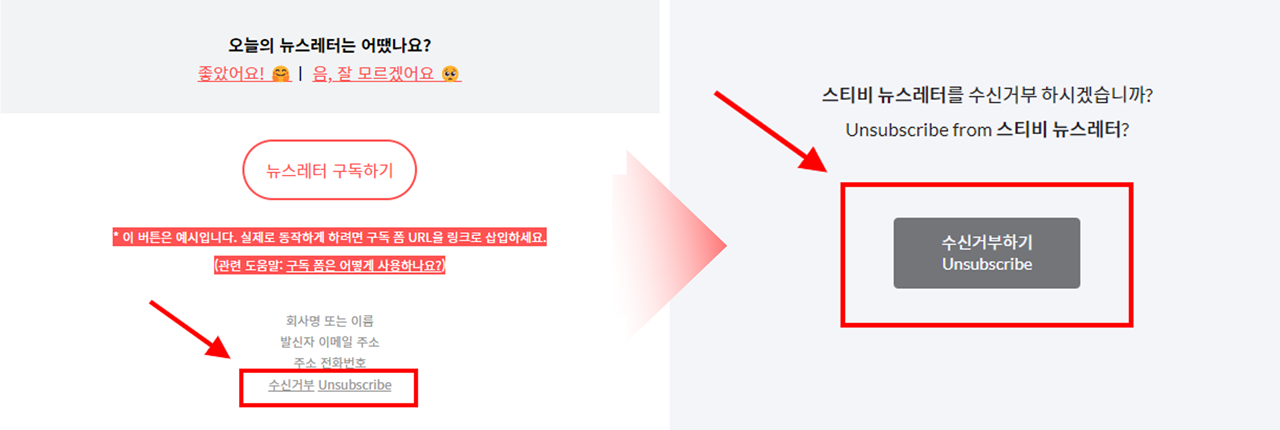 오늘의 뉴스레터는 어땠나요?
좋았어요! 🤗 | 음, 잘 모르겠어요 🥺
뉴스레터 구독하기
* 이 버튼은 예시입니다. 실제로 동작하게 하려면 구독 폼 URL을 링크로 삽입하세요.
(관련 도움말: 구독 폼은 어떻게 사용하나요?)
회사명 또는 이름
발신자 이메일 주소
주소 전화번호
수신거부 Unsubscribe
스티비 뉴스레터를 수신거부 하시겠습니까?
Unsubscribe from 스티비 뉴스레터?
수신거부하기
Unsubscribe